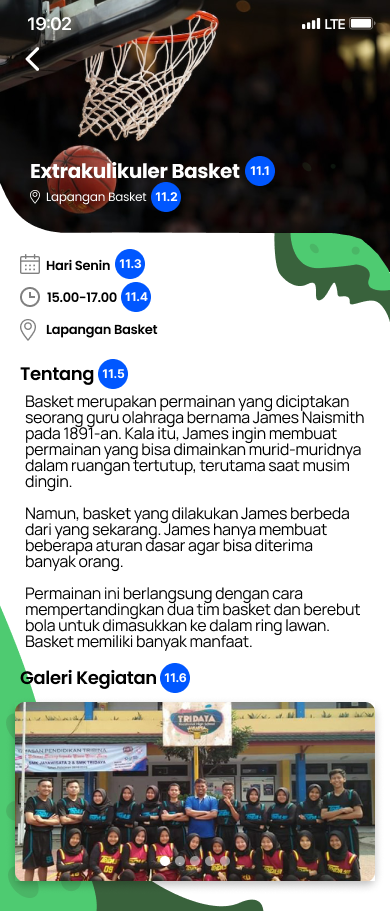 19:02 LTE
Extrakulikuler Basket 11.1
Lapangan Basket 11.2
Hari Senin 11.3
15.00-17.00 11.4
Lapangan Basket
Tentang 11.5
Basket merupakan permainan yang diciptakan
seorang guru olahraga bernama James Naismith
pada 1891-an. Kala itu, James ingin membuat
permainan yang bisa dimainkan murid-muridnya
dalam ruangan tertutup, terutama saat musim
dingin.
Namun, basket yang dilakukan James berbeda
dari yang sekarang. James hanya membuat
beberapa aturan dasar agar bisa diterima
banyak orang.
Permainan ini berlangsung dengan cara
mempertandingkan dua tim basket dan berebut
bola untuk dimasukkan ke dalam ring lawan.
Basket memiliki banyak manfaat.
Galeri Kegiatan 11.6
TRIDATA